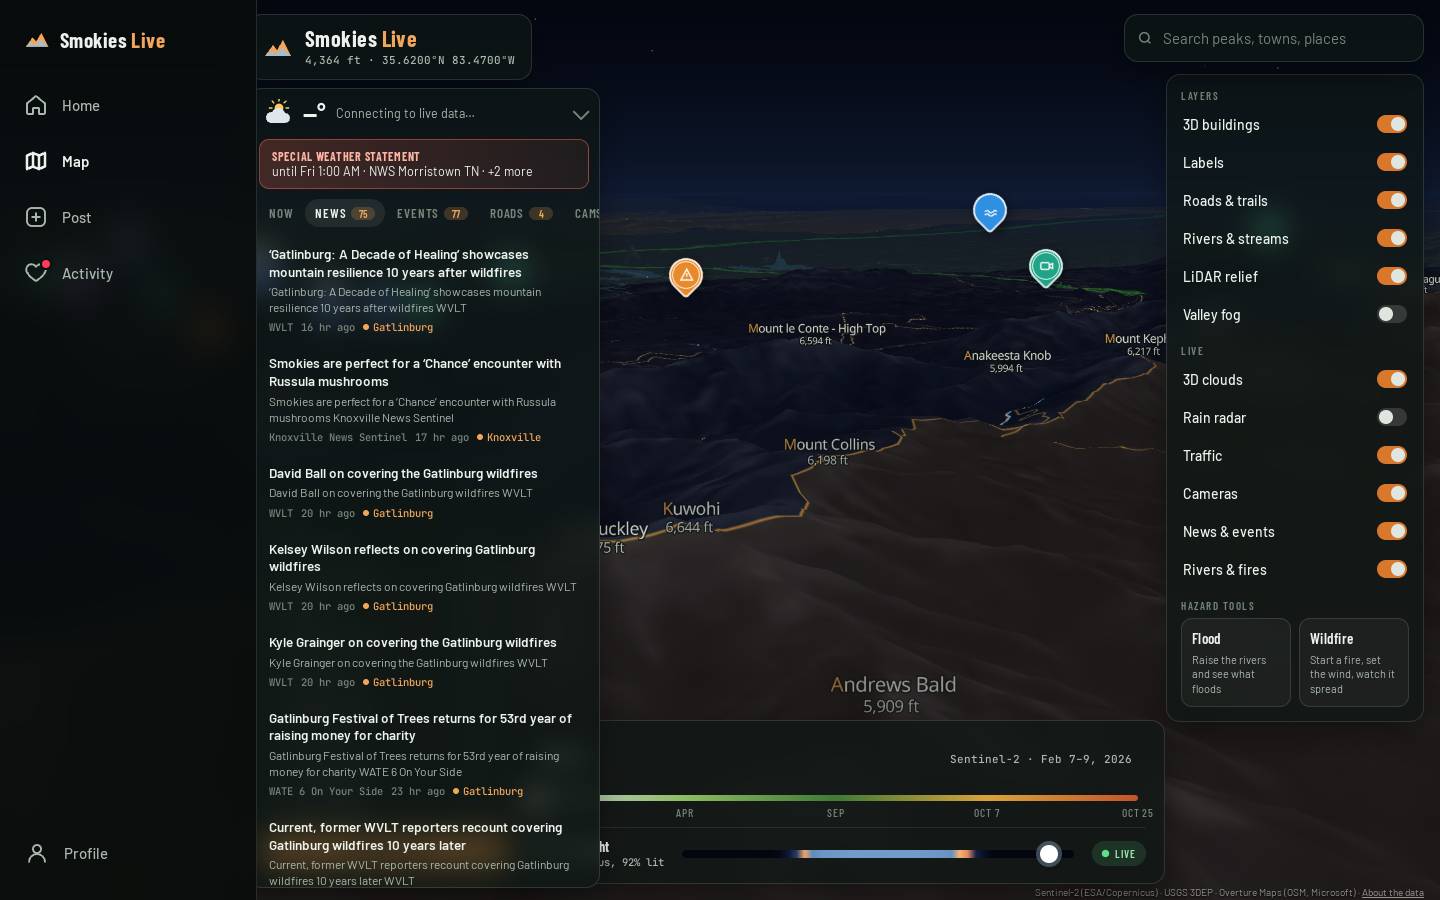 Smokies Live
Home
Map
Post
Activity
Profile
Smokies Live
4,364 ft · 35.6200°N 83.4700°W
–° Connecting to live data…
SPECIAL WEATHER STATEMENT
until Fri 1:00 AM · NWS Morristown TN · +2 more
NOW NEWS 75 EVENTS 77 ROADS 4 CAMS
‘Gatlinburg: A Decade of Healing’ showcases
mountain resilience 10 years after wildfires
‘Gatlinburg: A Decade of Healing’ showcases mountain
resilience 10 years after wildfires WVLT
WVLT 16 hr ago Gatlinburg
Smokies are perfect for a ‘Chance’ encounter with
Russula mushrooms
Smokies are perfect for a ‘Chance’ encounter with Russula
mushrooms Knoxville News Sentinel
Knoxville News Sentinel 17 hr ago Knoxville
David Ball on covering the Gatlinburg wildfires
David Ball on covering the Gatlinburg wildfires WVLT
WVLT 20 hr ago Gatlinburg
Kelsey Wilson reflects on covering Gatlinburg
wildfires
Kelsey Wilson reflects on covering Gatlinburg wildfires WVLT
WVLT 20 hr ago Gatlinburg
Kyle Grainger on covering the Gatlinburg wildfires
Kyle Grainger on covering the Gatlinburg wildfires WVLT
WVLT 20 hr ago Gatlinburg
Gatlinburg Festival of Trees returns for 53rd year of
raising money for charity
Gatlinburg Festival of Trees returns for 53rd year of raising
money for charity WATE 6 On Your Side
WATE 6 On Your Side 23 hr ago Gatlinburg
Current, former WVLT reporters recount covering
Gatlinburg wildfires 10 years later
Current, former WVLT reporters recount covering Gatlinburg
wildfires 10 years later WVLT
Mount le Conte - High Top
6,594 ft
Anakeesta Knob
5,994 ft
Mount Keph
6,217 ft
Mount Collins
6,198 ft
Kuwohi
6,644 ft
uckley
75 ft
Andrews Bald
5,909 ft
Sentinel-2 · Feb 7-9, 2026
APR SEP OCT 7 OCT 25
ht
us, 92% lit
LIVE
Search peaks, towns, places
LAYERS
3D buildings
Labels
Roads & trails
Rivers & streams
LiDAR relief
Valley fog
LIVE
3D clouds
Rain radar
Traffic
Cameras
News & events
Rivers & fires
HAZARD TOOLS
Flood
Raise the rivers
and see what
floods
Wildfire
Start a fire, set
the wind, watch it
spread
agu
ft
Sentinel-2 (ESA/Copernicus) · USGS 3DEP · Overture Maps (OSM, Microsoft) · About the data